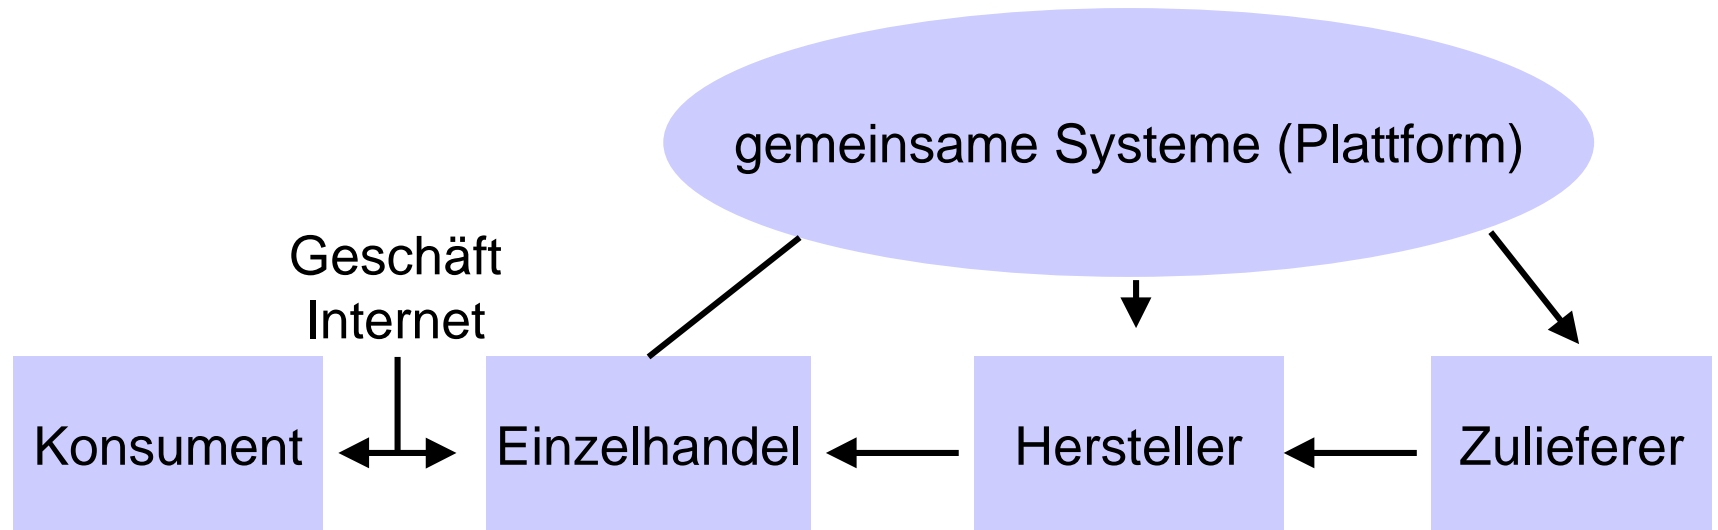 gemeinsame Systeme (Plattform)
Geschäft
Internet
Konsument
Einzelhandel
Hersteller
Zulieferer